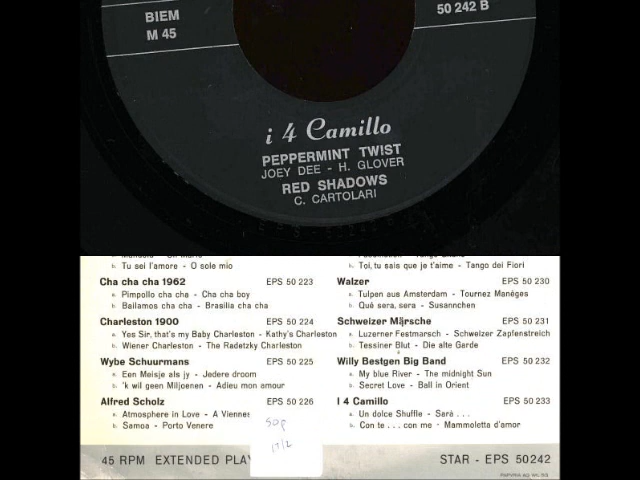 BIEM
M 45
50 242 B
i 4 Camillo
PEPPERMINT TWIST
JOEY DEE - H. GLOVER
RED SHADOWS
C. CARTOLARI
b. Tu sei l'amore - O sole mio
Cha cha cha 1962 EPS 50 223
a. Pimpollo cha cha - Cha cha boy
b. Bailamos cha cha - Brasilia cha cha
Charleston 1900 EPS 50 224
a. Yes Sir, that's my Baby Charleston - Kathy's Charleston
b. Wiener Charleston - The Radetzky Charleston
Wybe Schuurmans EPS 50 225
a. Een Meisje als jy - Jedere droom
b. 'k wil geen Miljoenen - Adieu mon amour
Alfred Scholz EPS 50 226
a. Atmosphere in Love - A Viennes
b. Samoa - Porto Venere
b. Toi, tu sais que je t'aime - Tango dei Fiori
Walzer EPS 50 230
a. Tulpen aus Amsterdam - Tournez Manèges
b. Qué sera, sera - Susannchen
Schweizer Märsche EPS 50 231
a. Luzerner Festmarsch - Schweizer Zapfenstreich
b. Tessiner Blut - Die alte Garde
Willy Bestgen Big Band EPS 50 232
a. My blue River - The midnight Sun
b. Secret Love - Ball in Orient
I 4 Camillo EPS 50 233
a. Un dolce Shuffle - Sarè . . .
b. Con te . . . con me - Mammoletta d'amor
45 RPM EXTENDED PLAY
STAR - EPS 50242